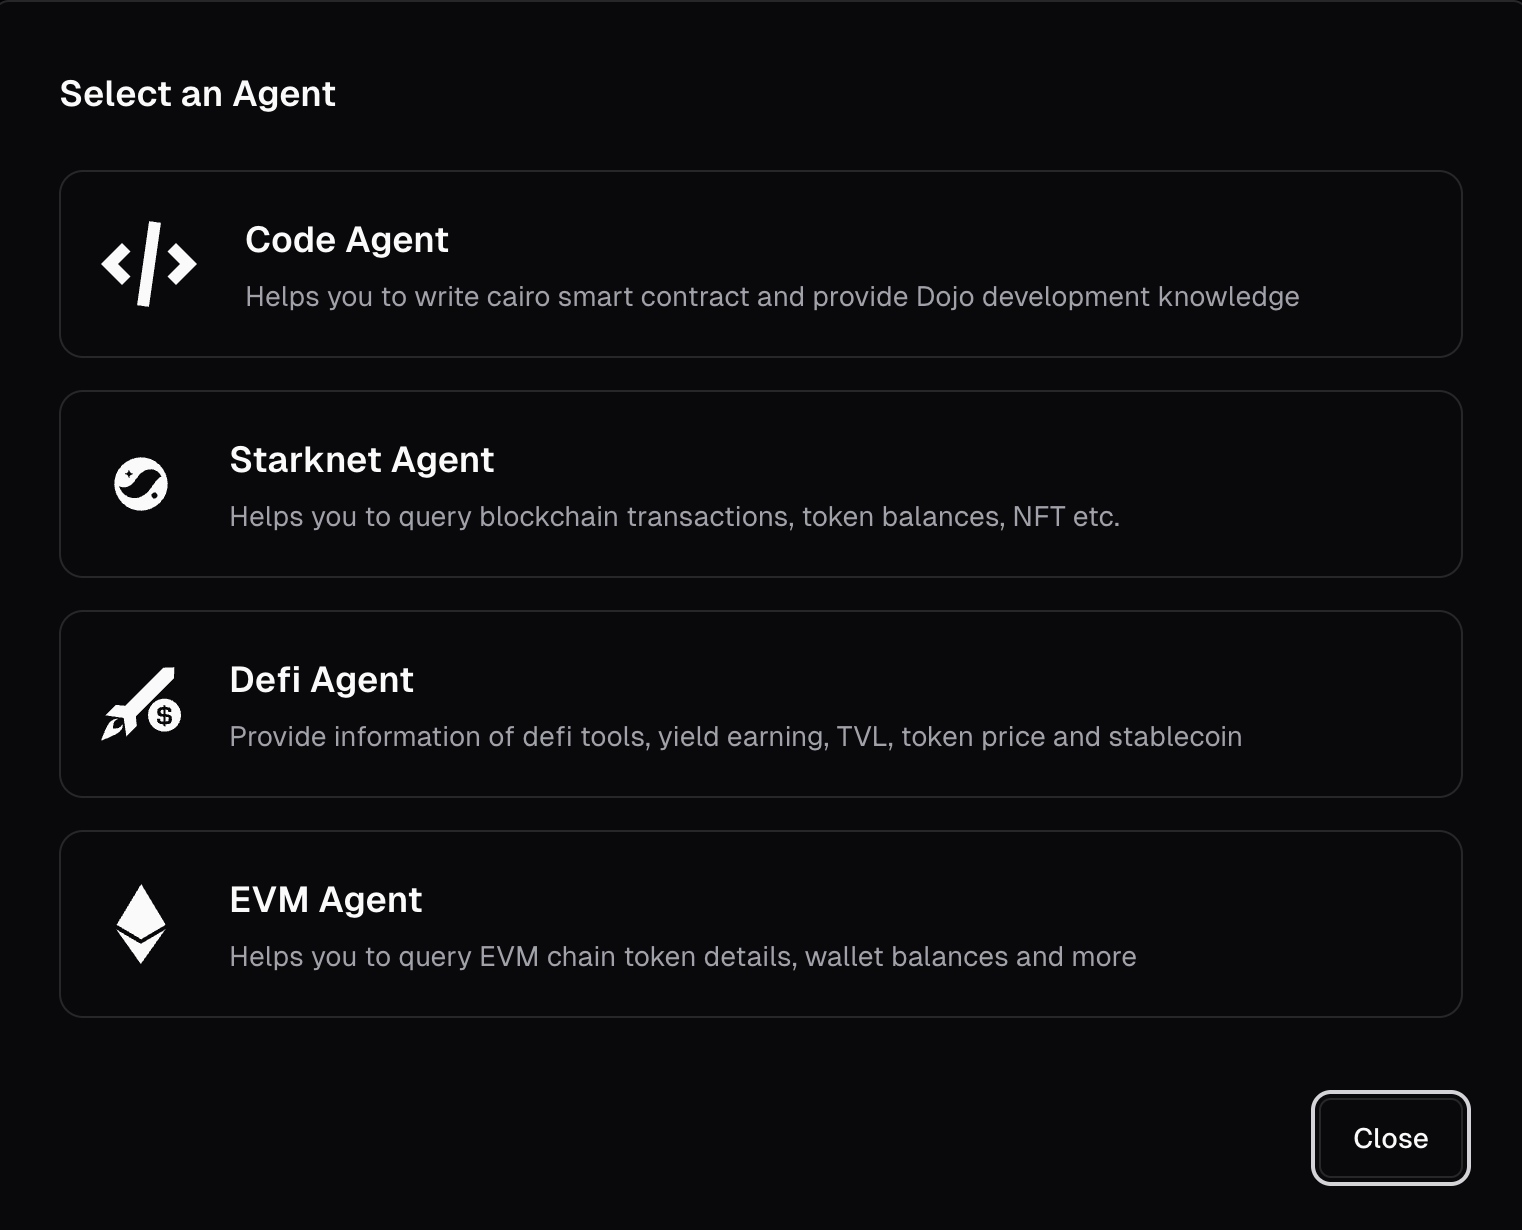 Select an Agent
Code Agent
Helps you to write cairo smart contract and provide Dojo development knowledge
Starknet Agent
Helps you to query blockchain transactions, token balances, NFT etc.
Defi Agent
Provide information of defi tools, yield earning, TVL, token price and stablecoin
EVM Agent
Helps you to query EVM chain token details, wallet balances and more
Close